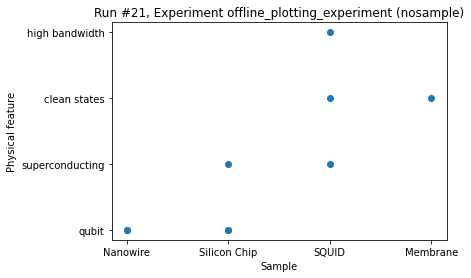 Run #21, Experiment offline_plotting_experiment (nosample)
high bandwidth
clean states
superconducting
qubit
Physical feature
Nanowire Silicon Chip SQUID Membrane
Sample